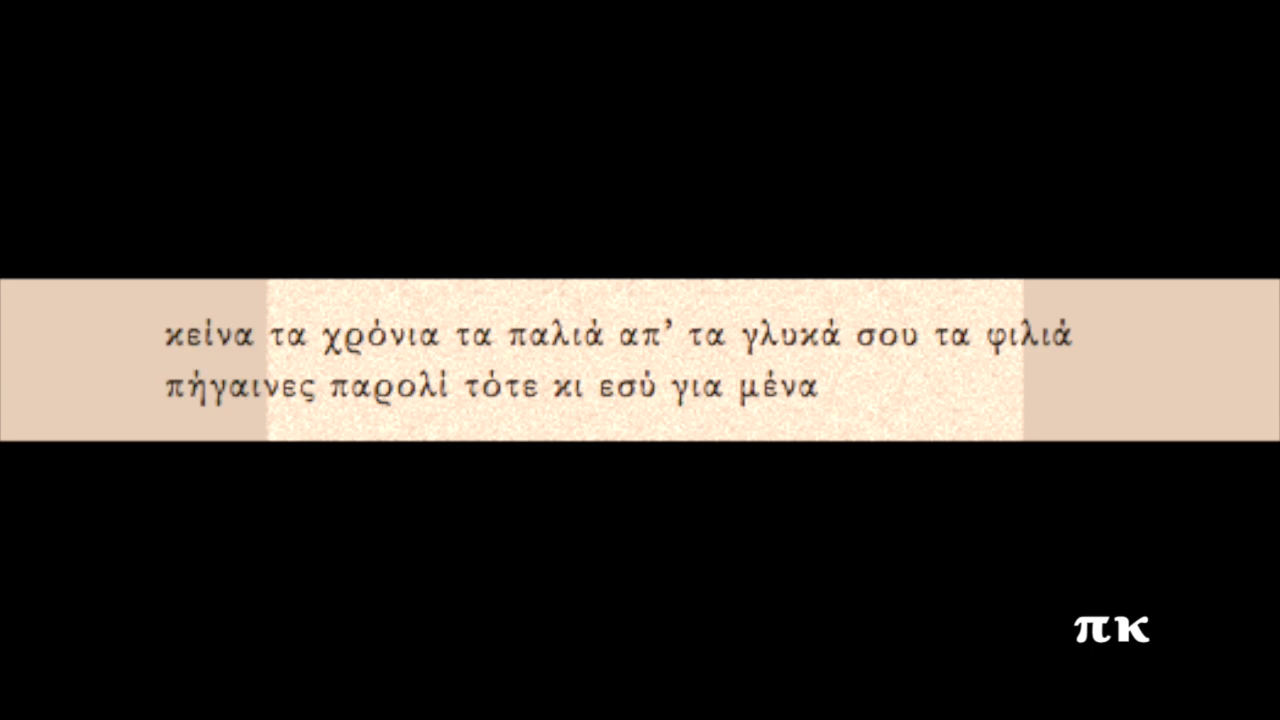 κείνα τα χρόνια τα παλιά απ’ τα γλυκά σου τα φιλιά
πήγαινες παρολί τότε κι εσύ για μένα
πκ